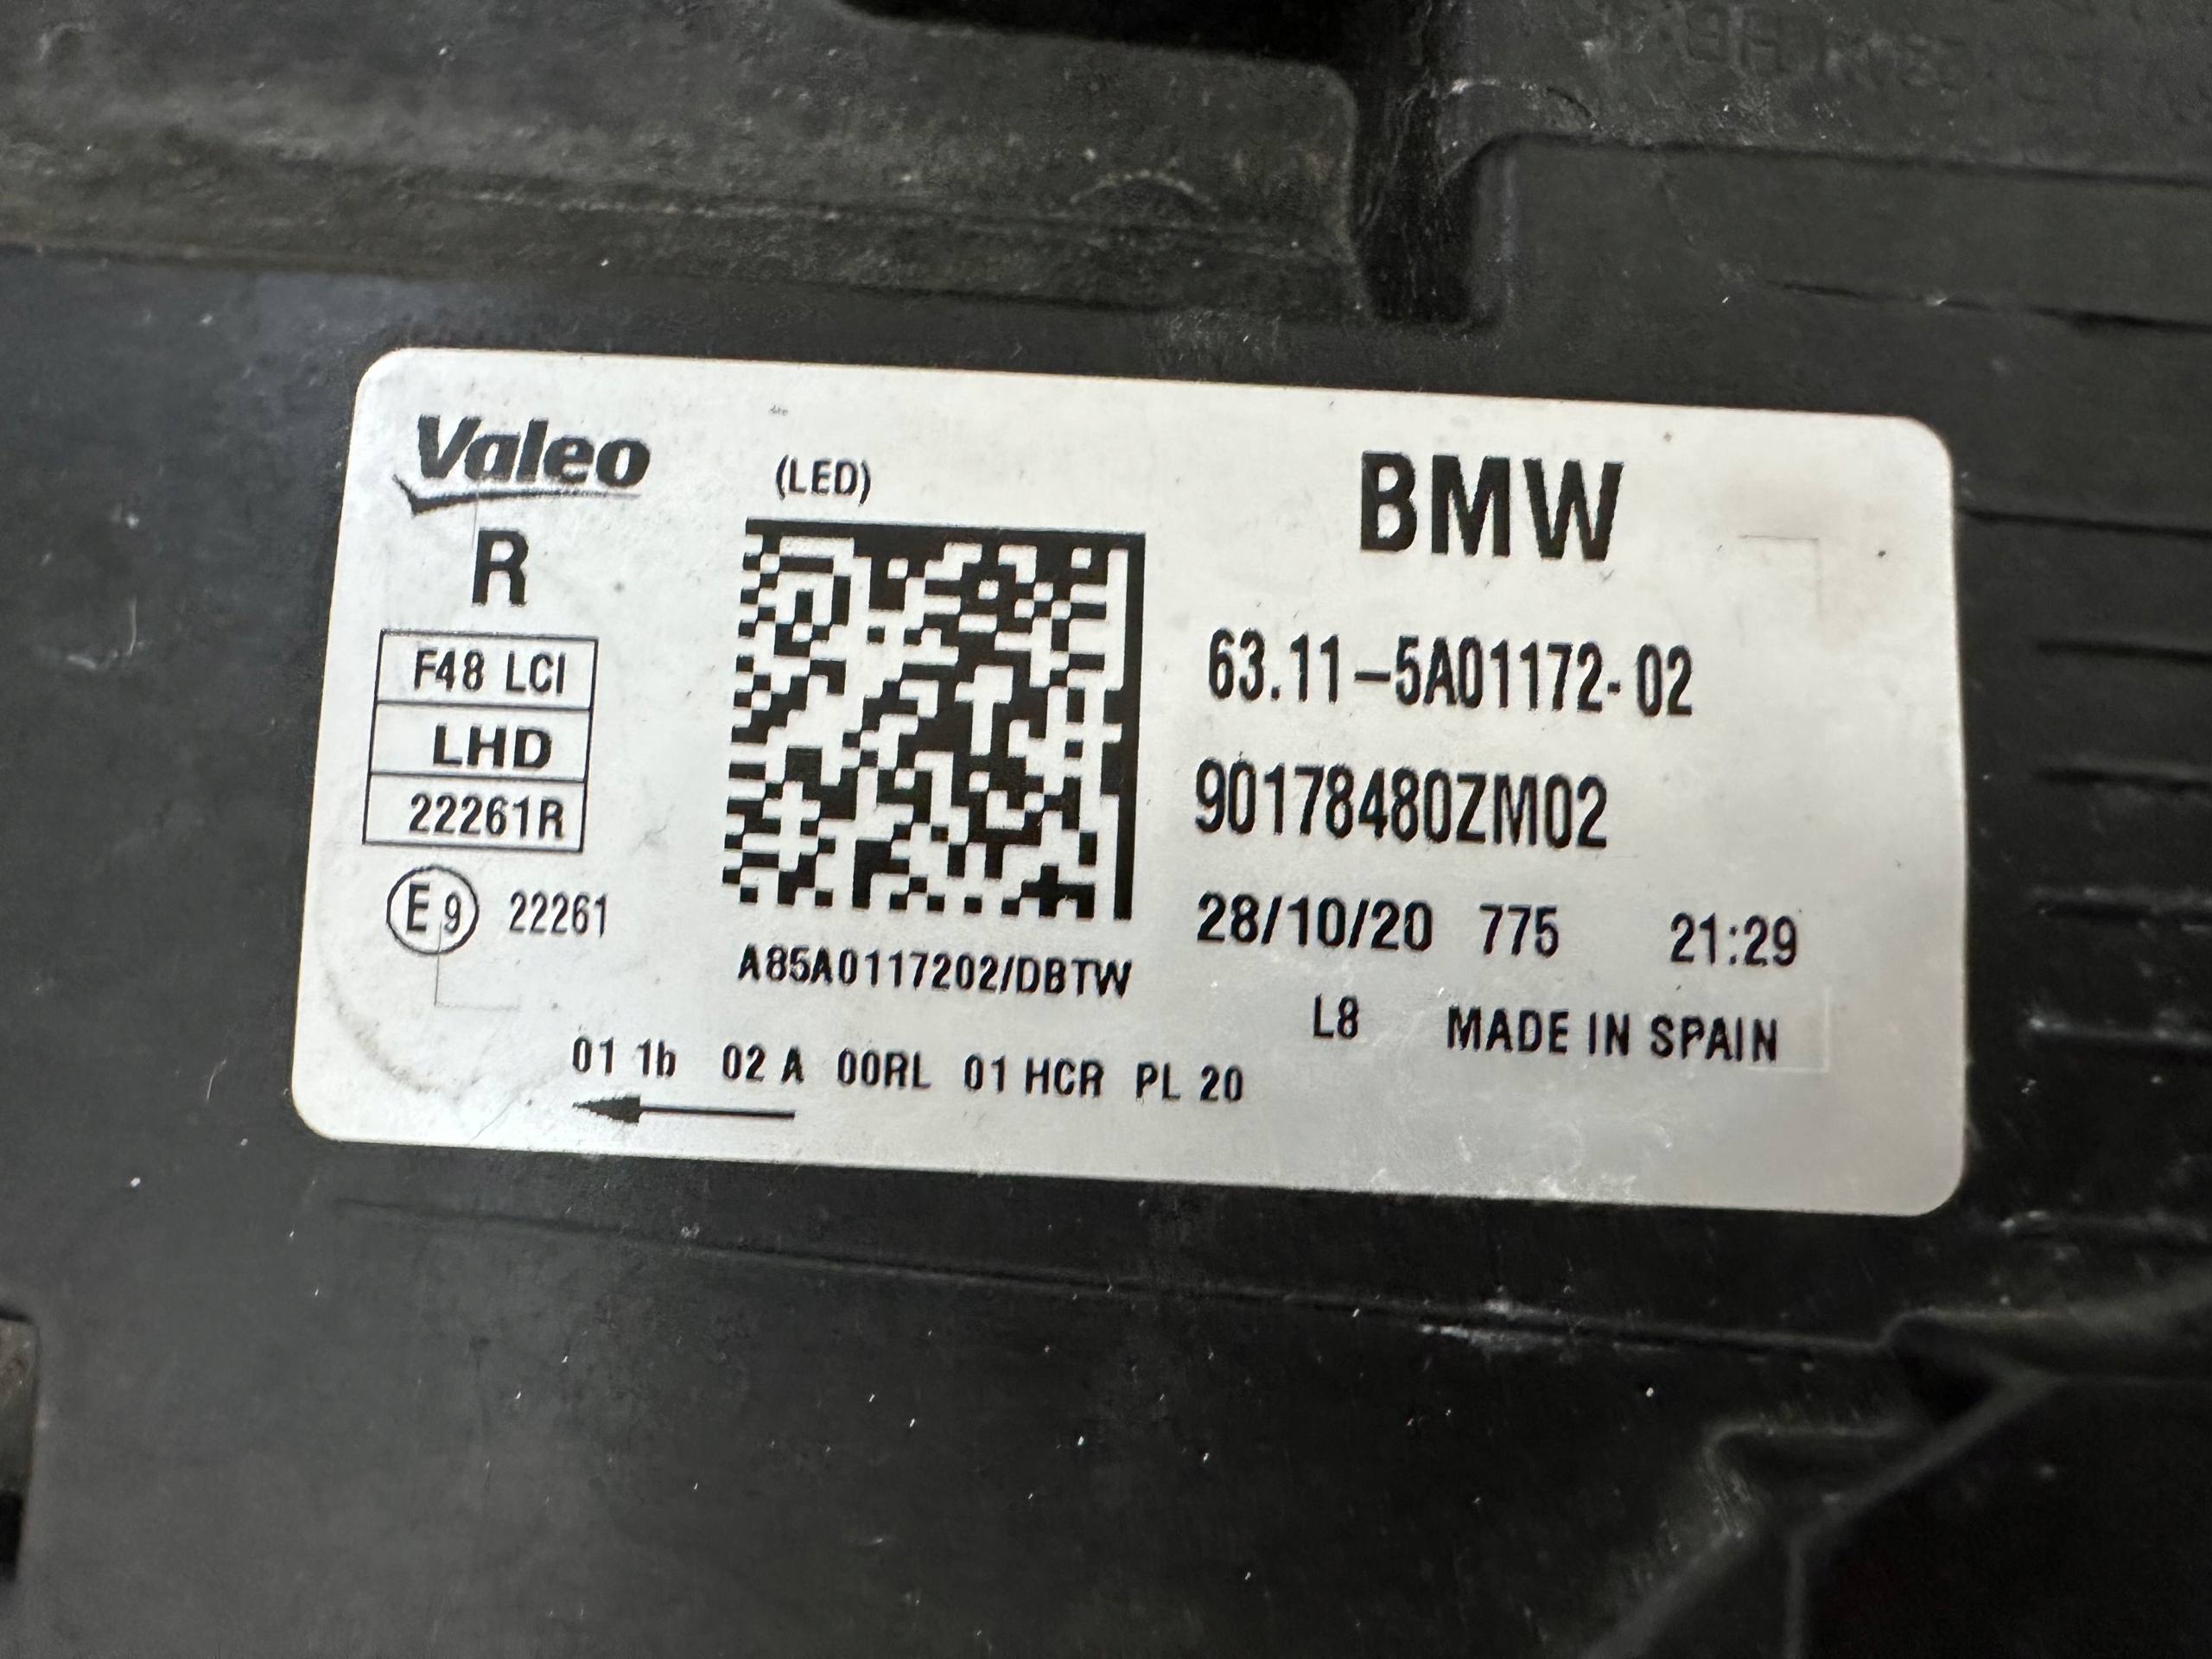 Valeo
(LED)
BMW
R
F48 LCI
LHD
22261R
E9 22261
63.11-5A01172-02
90178480ZM02
28/10/20 775 21:29
A85A0117202/DBTW
L8 MADE IN SPAIN
01 1b 02 A 00RL 01 HCR PL 20